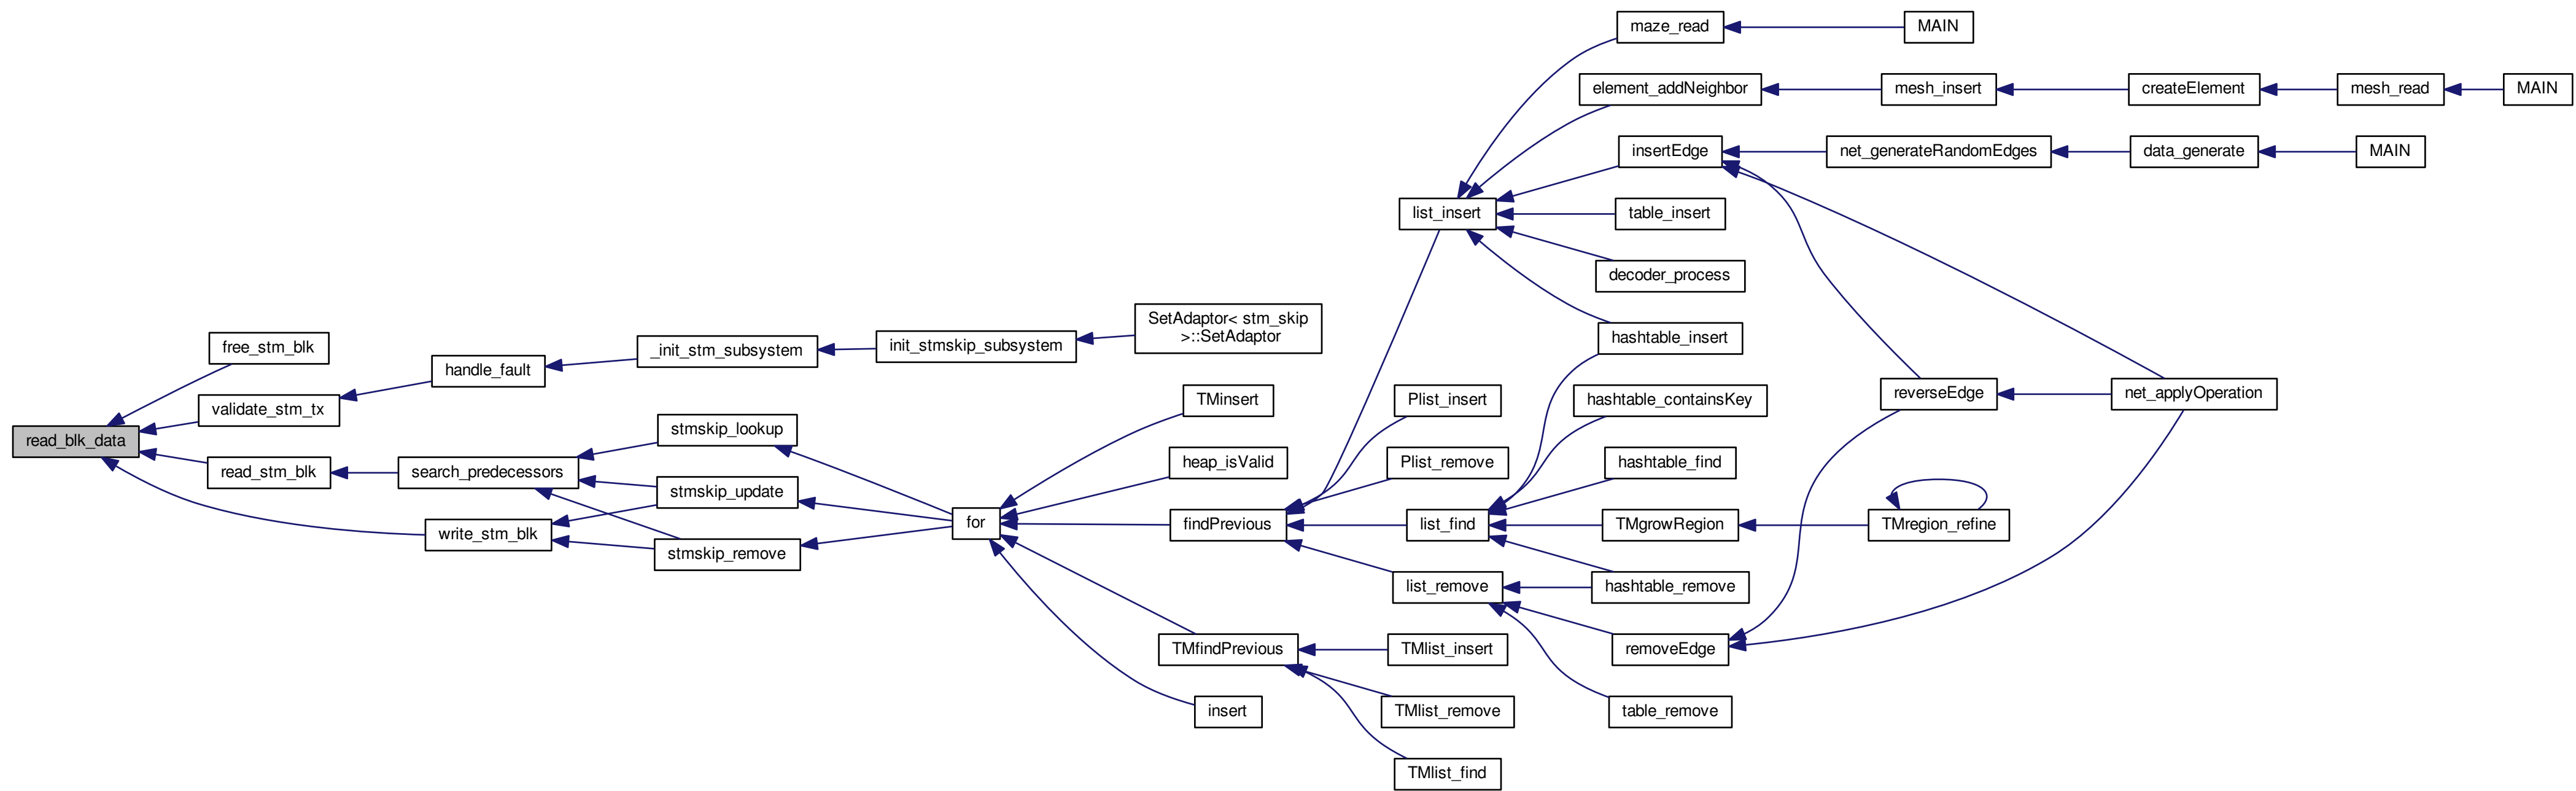 maze_read
MAIN
element_addNeighbor
mesh_insert
createElement
mesh_read
MAIN
insertEdge
net_generateRandomEdges
data_generate
MAIN
list_insert
table_insert
decoder_process
SetAdaptor< stm_skip
>::SetAdaptor
hashtable_insert
free_stm_blk
_init_stm_subsystem
init_stmskip_subsystem
handle_fault
validate_stm_tx
TMinsert
Plist_insert
hashtable_containsKey
reverseEdge
net_applyOperation
read_blk_data
stmskip_lookup
read_stm_blk
search_predecessors
heap_isValid
Plist_remove
hashtable_find
stmskip_update
write_stm_blk
for
findPrevious
list_find
TMgrowRegion
TMregion_refine
stmskip_remove
list_remove
hashtable_remove
TMfindPrevious
TMlist_insert
removeEdge
insert
TMlist_remove
table_remove
TMlist_find